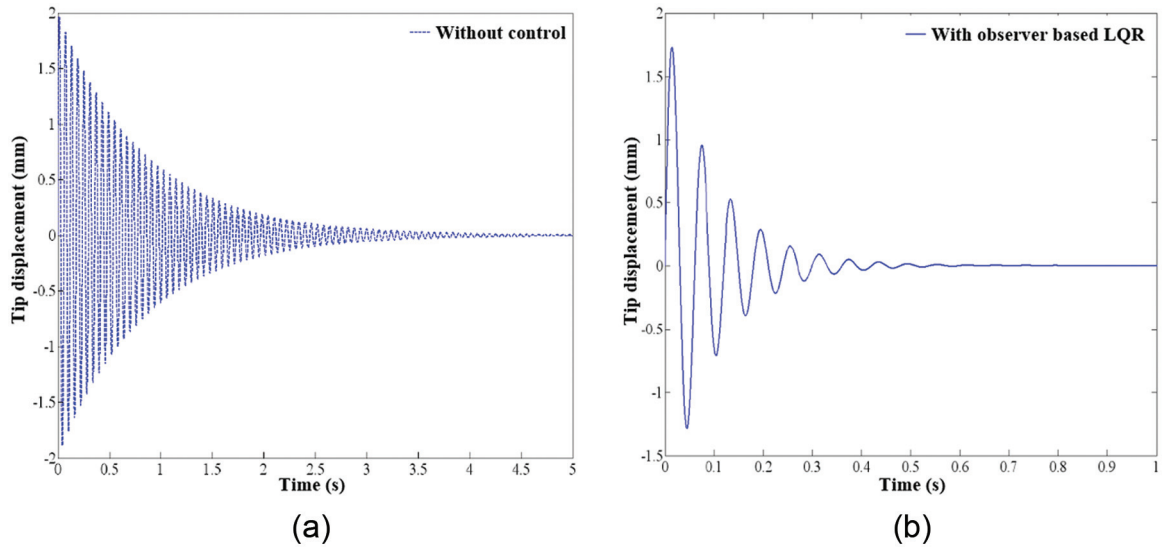 Without control
2
1.5
1
0.5
0
-0.5
-1
-1.5
-2
Tip displacement (mm)
0 0.5 1 1.5 2 2.5 3 3.5 4 4.5 5
Time (s)
(a)
With observer based LQR
2
1.5
1
0.5
0
-0.5
-1
-1.5
Tip displacement (mm)
0 0.1 0.2 0.3 0.4 0.5 0.6 0.7 0.8 0.9 1
Time (s)
(b)